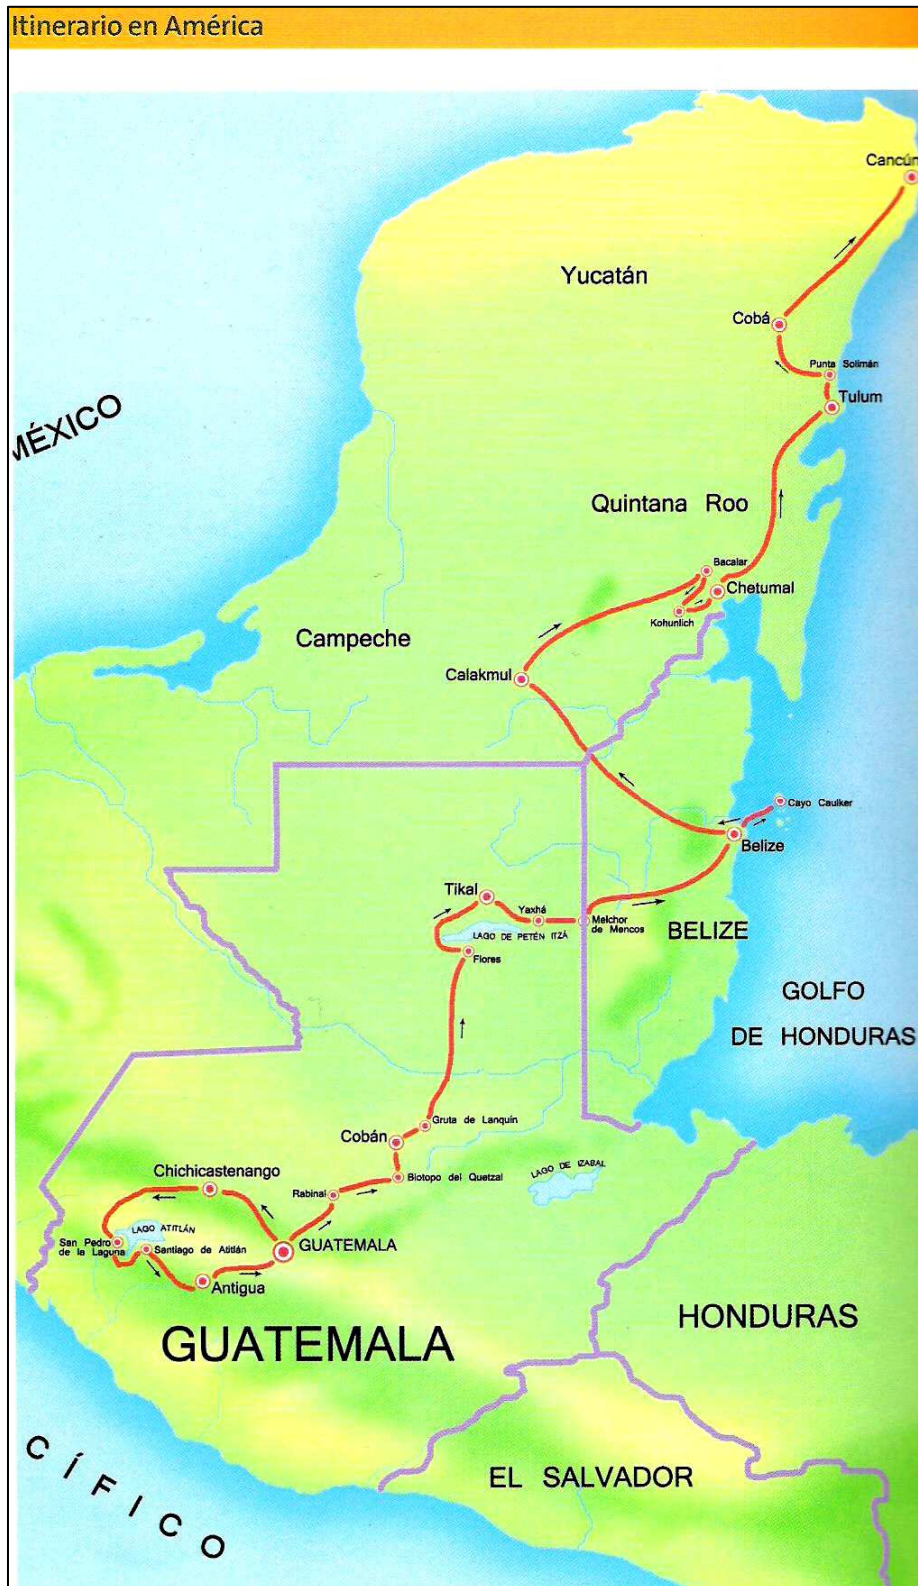 Itinerario en América
Cancún
Yucatán
Cobá
Punta Solimán
Tulum
MÉXICO
Quintana Roo
Bacalar
Chetumal
Kohunlich
Campeche
Calakmul
Cayo Caulker
Belize
Tikal
Yaxhá
Melchor
de Mencos
LAGO DE PETÉN ITZÁ
BELIZE
Flores
GOLFO
DE HONDURAS
Gruta de Lanquín
Cobán
Biotopo del Quetzal
LAGO DE IZABAL
Chichicastenango
Rabinal
LAGO ATITLÁN
San Pedro
de la Laguna
Santiago de Atitlán
GUATEMALA
Antigua
HONDURAS
GUATEMALA
EL SALVADOR
CÍFICO